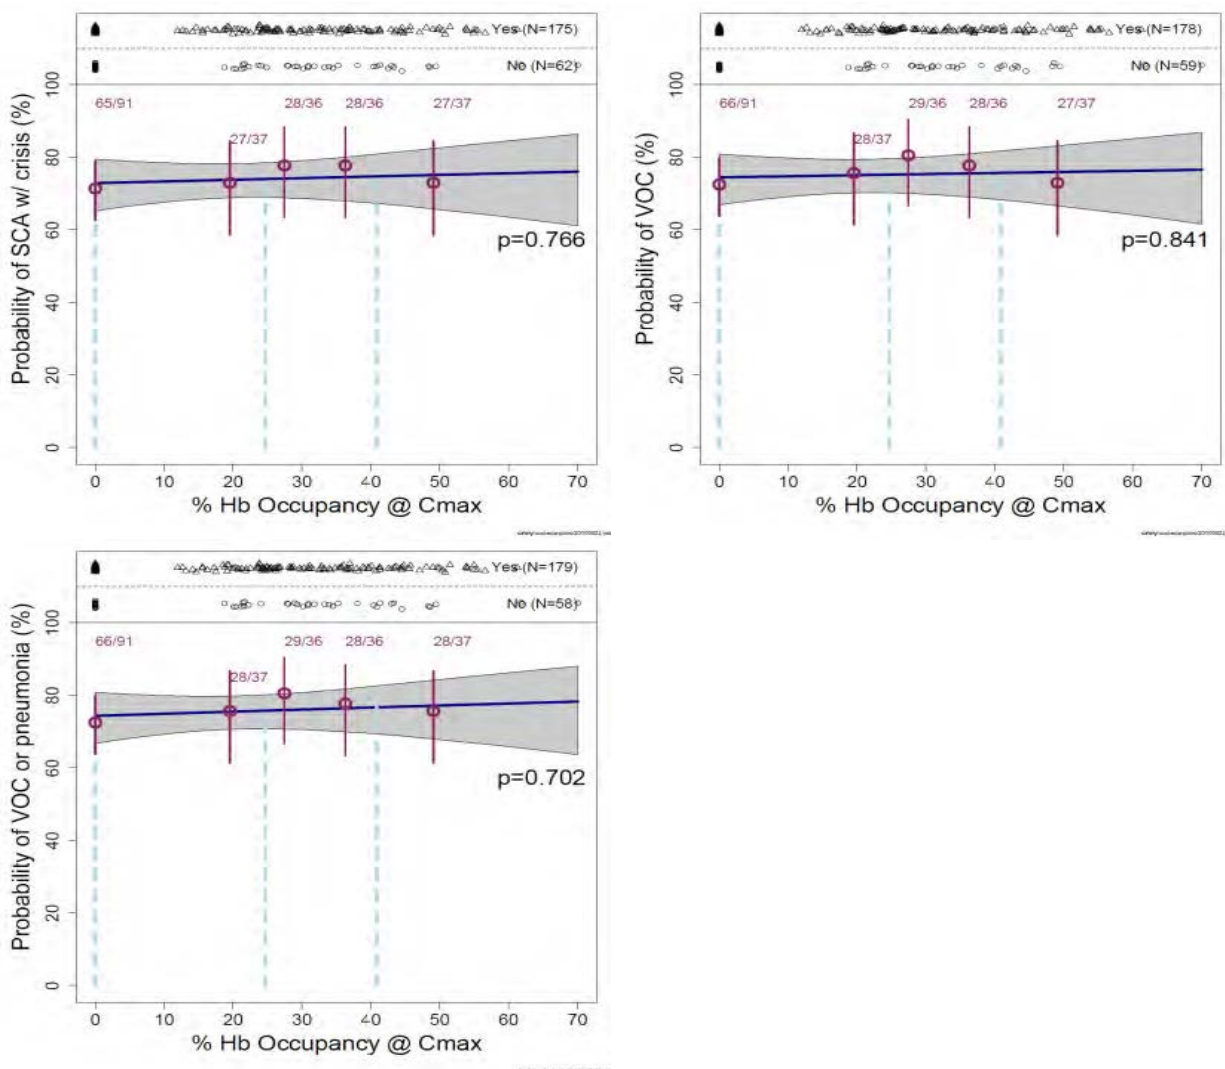 Yes (N=175)
No (N=62)
65/91
27/37
28/36
28/36
27/37
p=0.766
Probability of SCA w/ crisis (%)
100
80
60
40
20
0
0 10 20 30 40 50 60 70
% Hb Occupancy @ Cmax
Yes (N=178)
No (N=59)
66/91
28/37
29/36
28/36
27/37
p=0.841
Probability of VOC (%)
100
80
60
40
20
0
0 10 20 30 40 50 60 70
% Hb Occupancy @ Cmax
Yes (N=179)
No (N=58)
66/91
28/37
29/36
28/36
28/37
p=0.702
Probability of VOC or pneumonia (%)
100
80
60
40
20
0
0 10 20 30 40 50 60 70
% Hb Occupancy @ Cmax